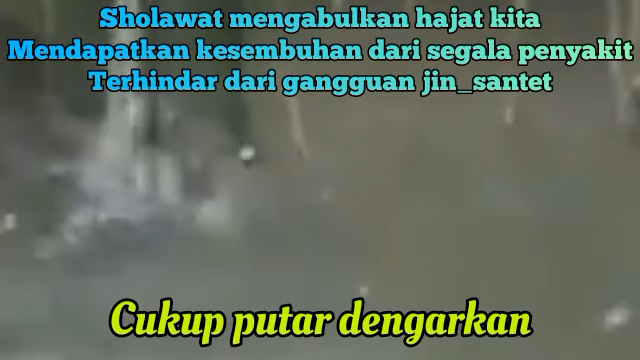 Sholawat mengabulkan hajat kita
Mendapatkan kesembuhan dari segala penyakit
Terhindar dari gangguan jin_santet
Cukup putar dengarkan